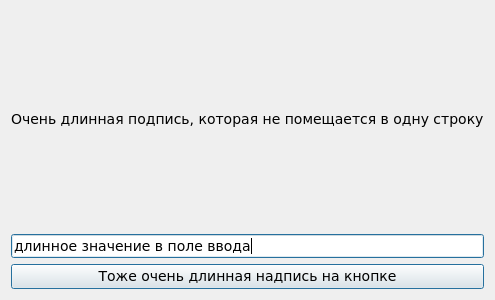 Очень длинная подпись, которая не помещается в одну строку
длинное значение в поле ввода
Тоже очень длинная надпись на кнопке